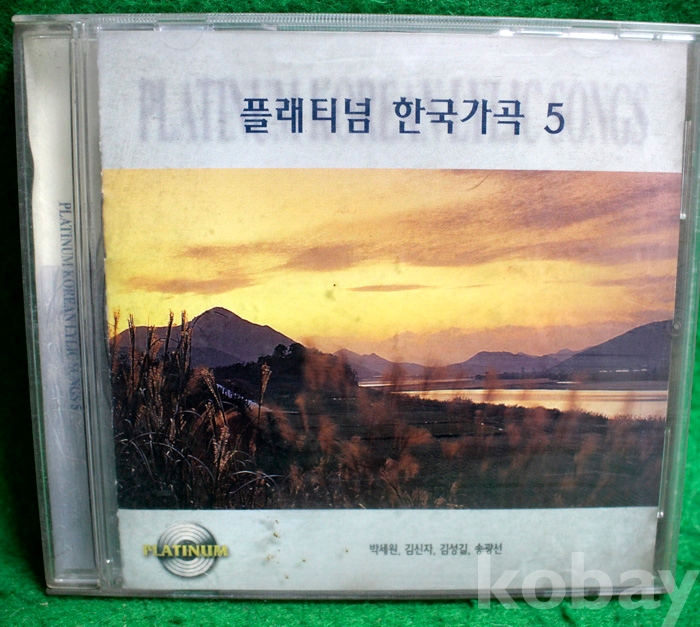 PLATINUM KOREAN LYRIC SONGS
플래티넘 한국가곡 5
PLATINUM KOREAN LYRIC SONGS 5
PLATINUM
박세원, 김신자, 김성길, 송광선
kobay